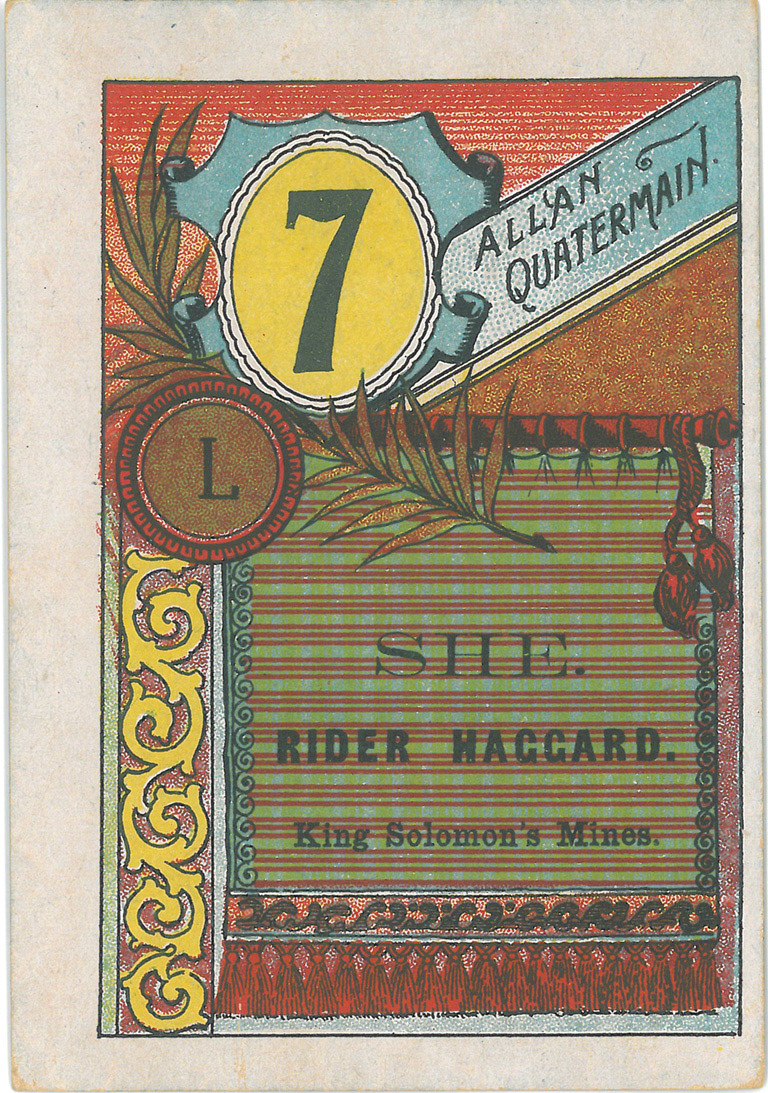 7
ALLAN
QUATERMAIN.
L
SHE.
RIDER HAGGARD.
King Solomon's Mines.